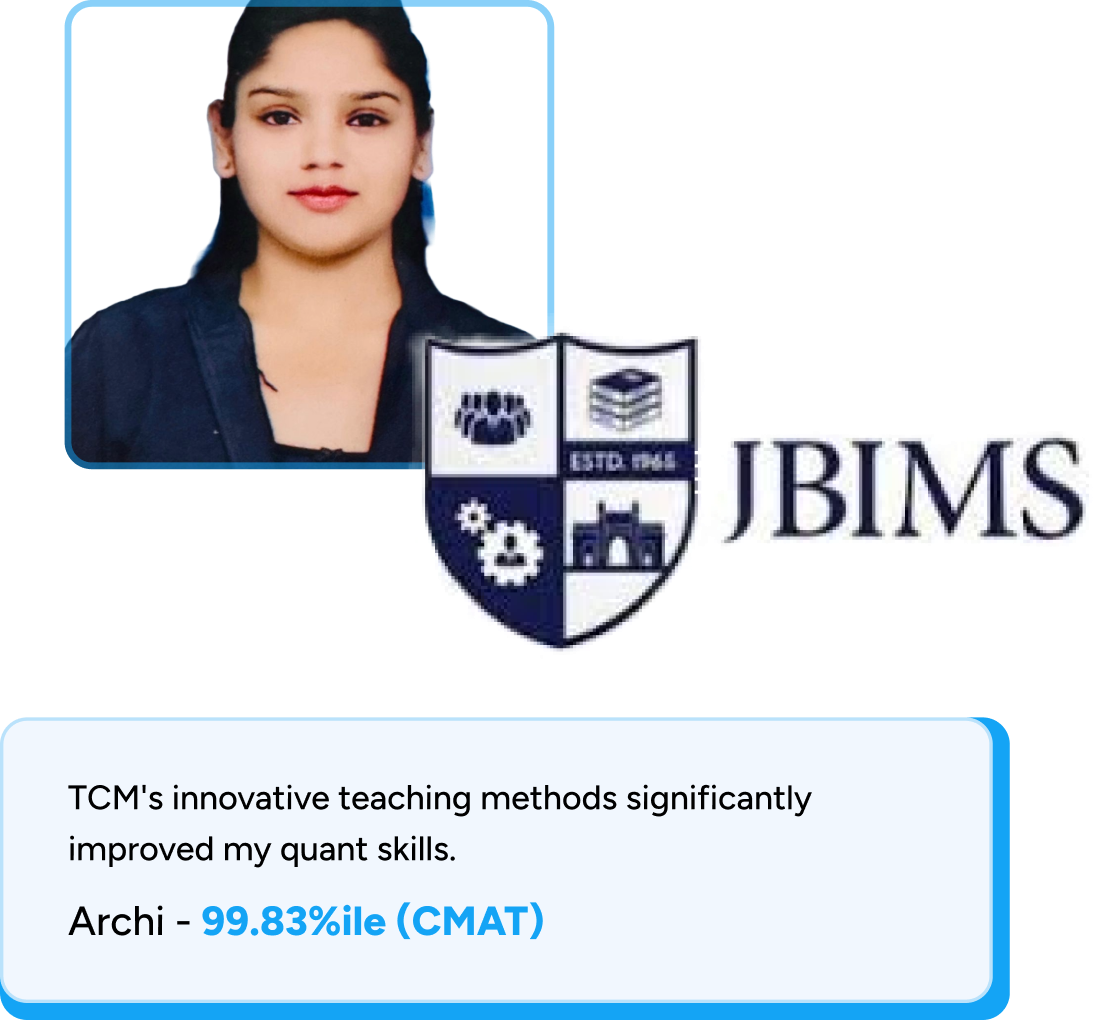 ESTD. 1965
JBIMS
TCM's innovative teaching methods significantly
improved my quant skills.
Archi - 99.83%ile (CMAT)